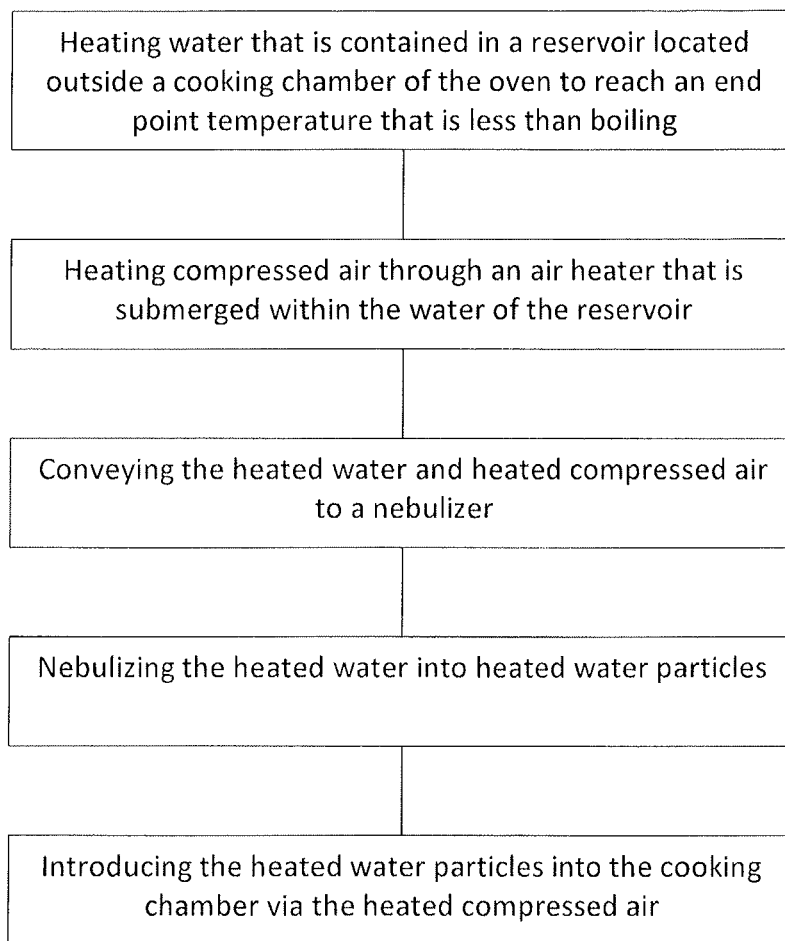 Heating water that is contained in a reservoir located
outside a cooking chamber of the oven to reach an end
point temperature that is less than boiling
Heating compressed air through an air heater that is
submerged within the water of the reservoir
Conveying the heated water and heated compressed air
to a nebulizer
Nebulizing the heated water into heated water particles
Introducing the heated water particles into the cooking
chamber via the heated compressed air